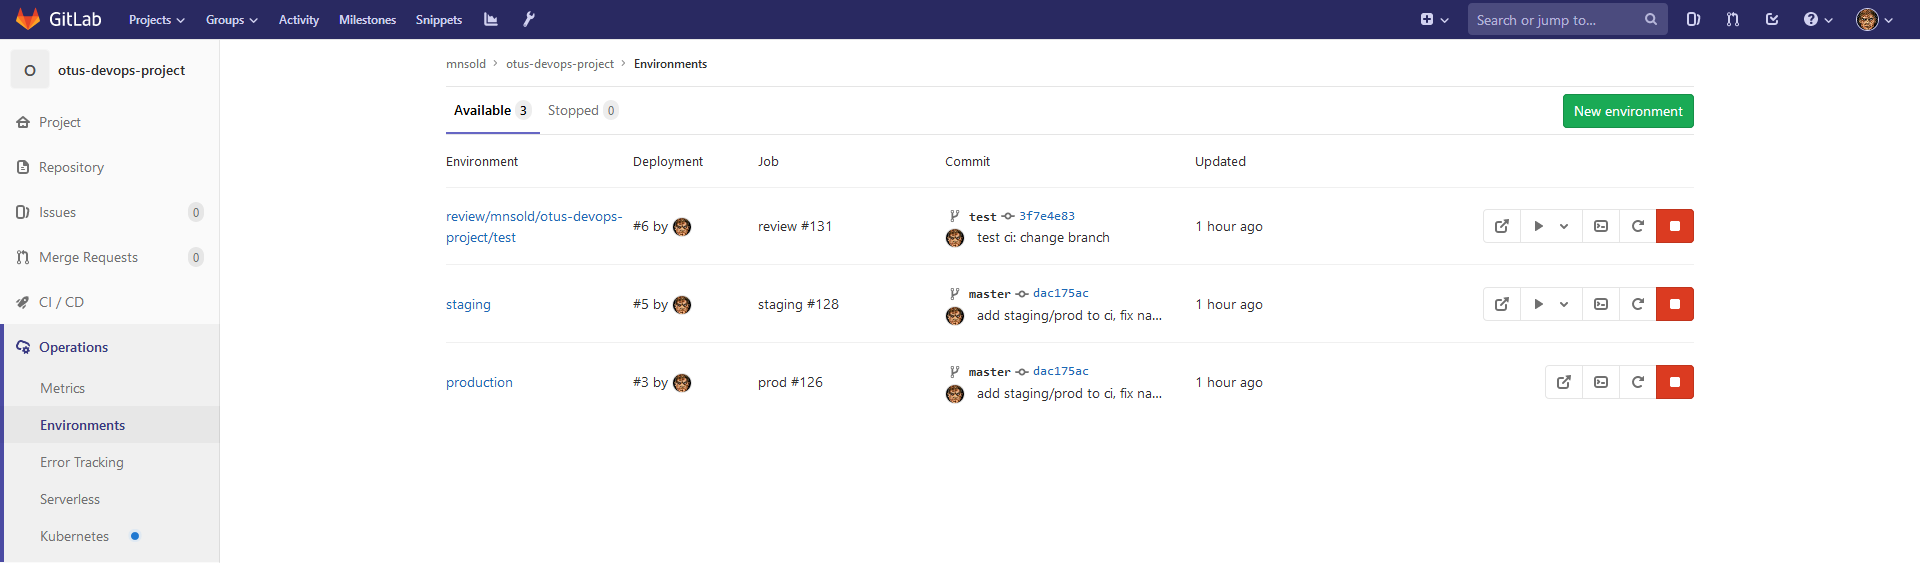 GitLab Projects Groups Activity Milestones Snippets Search or jump to...
O otus-devops-project
Project
Repository
Issues 0
Merge Requests 0
CI / CD
Operations
Metrics
Environments
Error Tracking
Serverless
Kubernetes
mnsold > otus-devops-project > Environments
Available 3 Stopped 0 New environment
Environment Deployment Job Commit Updated
review/mnsold/otus-devops-
project/test
#6 by review #131
test 3f7e4e83
test ci: change branch
1 hour ago
staging #5 by staging #128
master dac175ac
add staging/prod to ci, fix na...
1 hour ago
production #3 by prod #126
master dac175ac
add staging/prod to ci, fix na...
1 hour ago